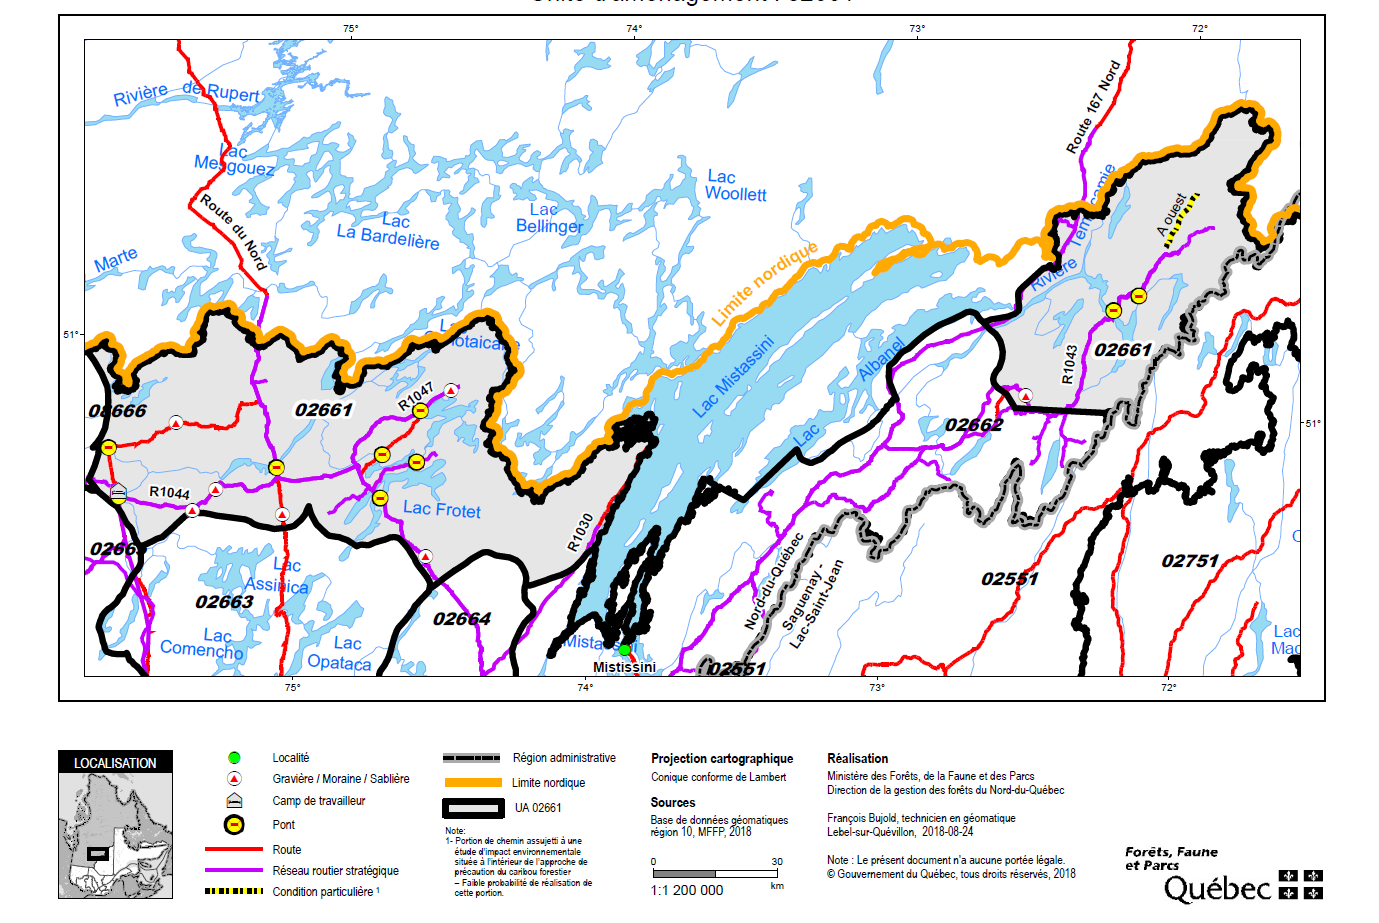 75°
74°
73°
72°
Route 167 Nord
Rivière de Rupert
Lac
Mesgouez
Lac
Woollett
Route du Nord
Lac
La Bardelière
Lac
Bellinger
A ouest
Marte
Limite nordique
Rivière
51°
Lac Mistassini
Albanel
Lac
R1043
02661
08666
02661
R1047
02662
51°
R1044
Lac Frotet
R1030
Nord-du-Québec
Saguenay -
Lac-Saint-Jean
02551
02751
Lac
Assinica
02663
02664
Lac
Comencho
Lac
Opataca
Mistissini
02551
Lac
75°
74°
73°
72°
LOCALISATION
Localité
Gravière / Moraine / Sablière
Camp de travailleur
Pont
Route
Réseau routier stratégique
Condition particulière 1
Région administrative
Limite nordique
UA 02661
Note:
1- Portion de chemin assujetti à une
étude d'impact environnementale
située à l'intérieur de l'approche de
précaution du caribou forestier
– Faible probabilité de réalisation de
cette portion.
Projection cartographique
Conique conforme de Lambert
Sources
Base de données géomatiques
région 10, MFFP, 2018
0 30
km
1:1 200 000
Réalisation
Ministère des Forêts, de la Faune et des Parcs
Direction de la gestion des forêts du Nord-du-Québec
François Bujold, technicien en géomatique
Lebel-sur-Quévillon, 2018-08-24
Note : Le présent document n'a aucune portée légale.
© Gouvernement du Québec, tous droits réservés, 2018
Forêts, Faune
et Parcs
Québec